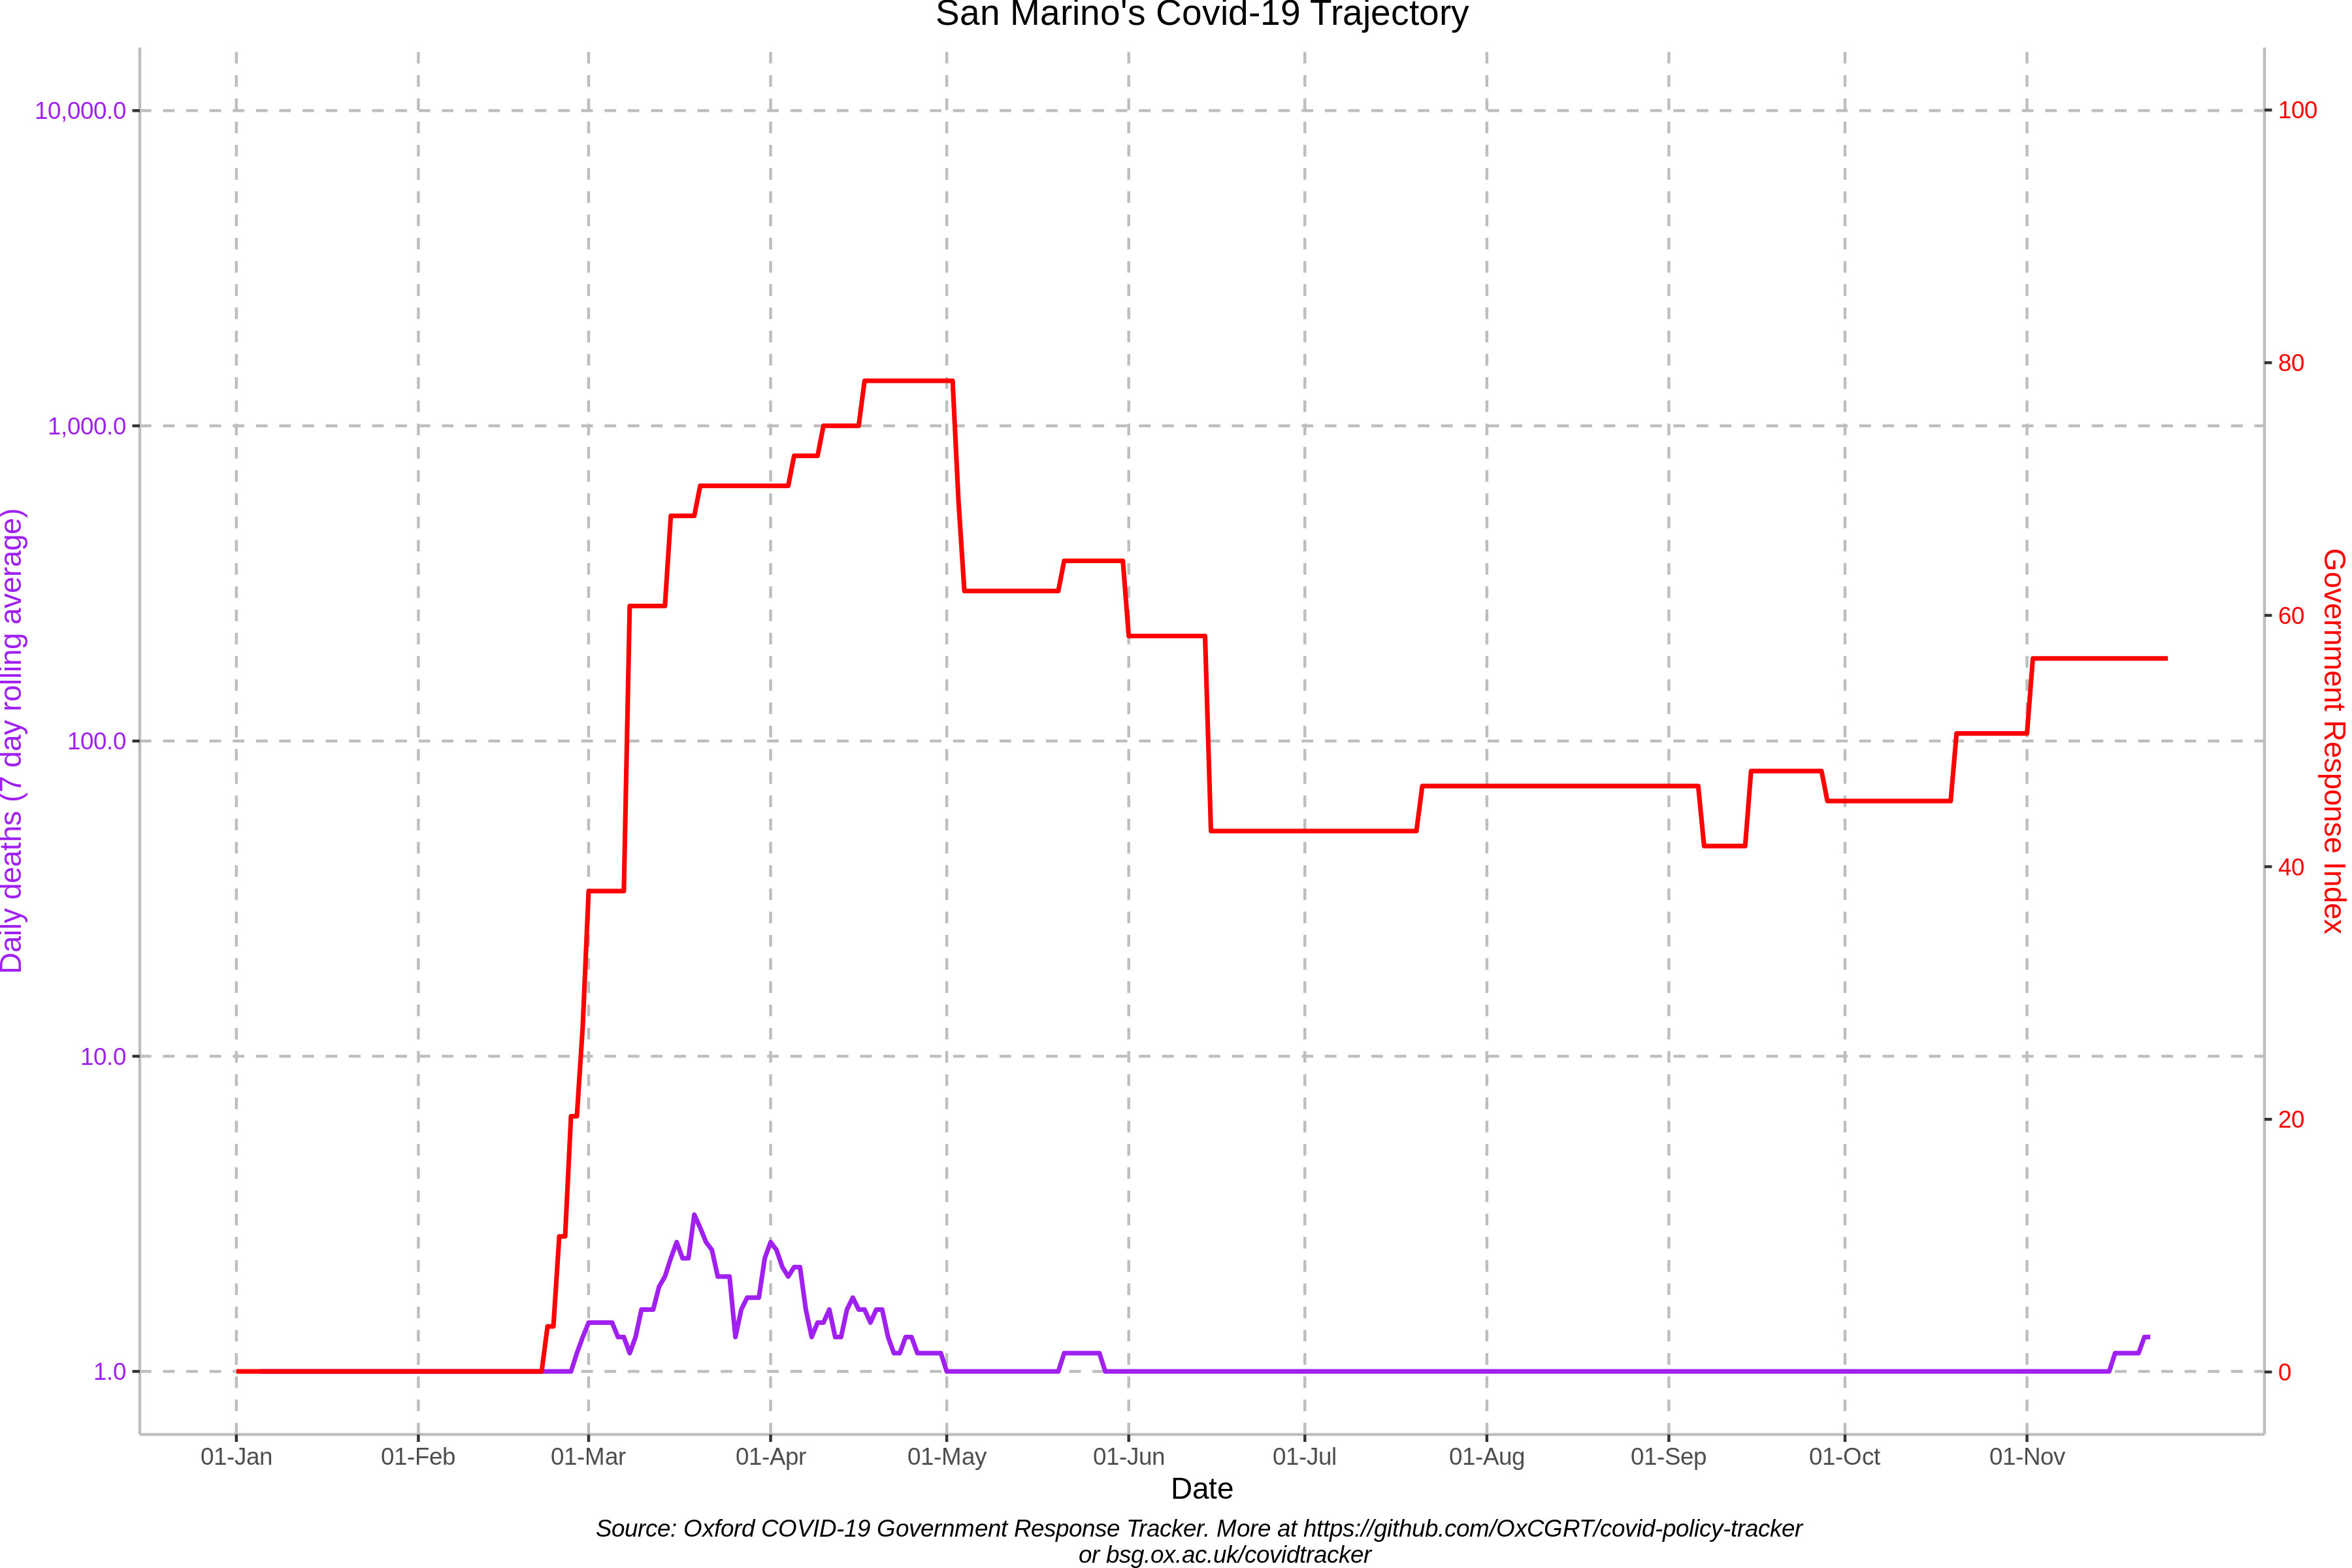 San Marino's Covid-19 Trajectory
10,000.0
1,000.0
100.0
10.0
1.0
Daily deaths (7 day rolling average)
100
80
60
40
20
0
Government Response Index
01-Jan 01-Feb 01-Mar 01-Apr 01-May 01-Jun 01-Jul 01-Aug 01-Sep 01-Oct 01-Nov
Date
Source: Oxford COVID-19 Government Response Tracker. More at https://github.com/OxCGRT/covid-policy-tracker
or bsg.ox.ac.uk/covidtracker